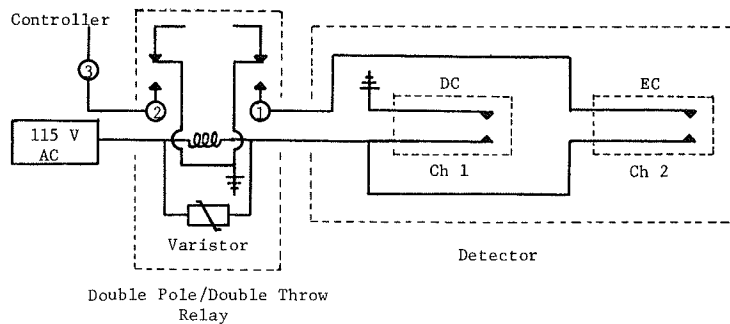 Controller
3
2
1
115 V
AC
DC
EC
Ch 1
Ch 2
Varistor
Detector
Double Pole/Double Throw
Relay